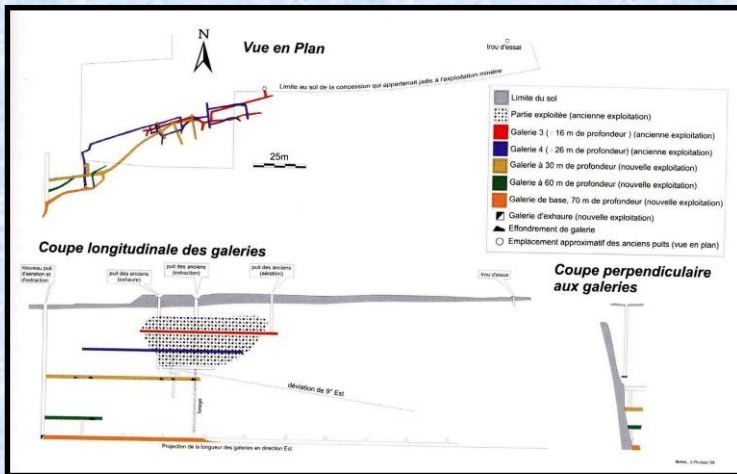 Vue en Plan
N
trou d'essai
Limite au sol de la concession qui appartenait jadis à l'exploitation minière
25m
Limite du sol
Partie exploitée (ancienne exploitation)
Galerie 3 ( - 16 m de profondeur ) (ancienne exploitation)
Galerie 4 ( - 26 m de profondeur) (ancienne exploitation)
Galerie à 30 m de profondeur (nouvelle exploitation)
Galerie à 60 m de profondeur (nouvelle exploitation)
Galerie de base, 70 m de profondeur (nouvelle exploitation)
Galerie d'exhaure (nouvelle exploitation)
Effondrement de galerie
Emplacement approximatif des anciens puits (vue en plan)
Coupe longitudinale des galeries
nouveau puit
d'aération et
d'extraction
puit des anciens
(exhaure)
puit des anciens
(extraction)
puit des anciens
(aération)
trou d'essai
déviation de 9° Est
forage
Projection de la longueur des galeries en direction Est
Coupe perpendiculaire
aux galeries